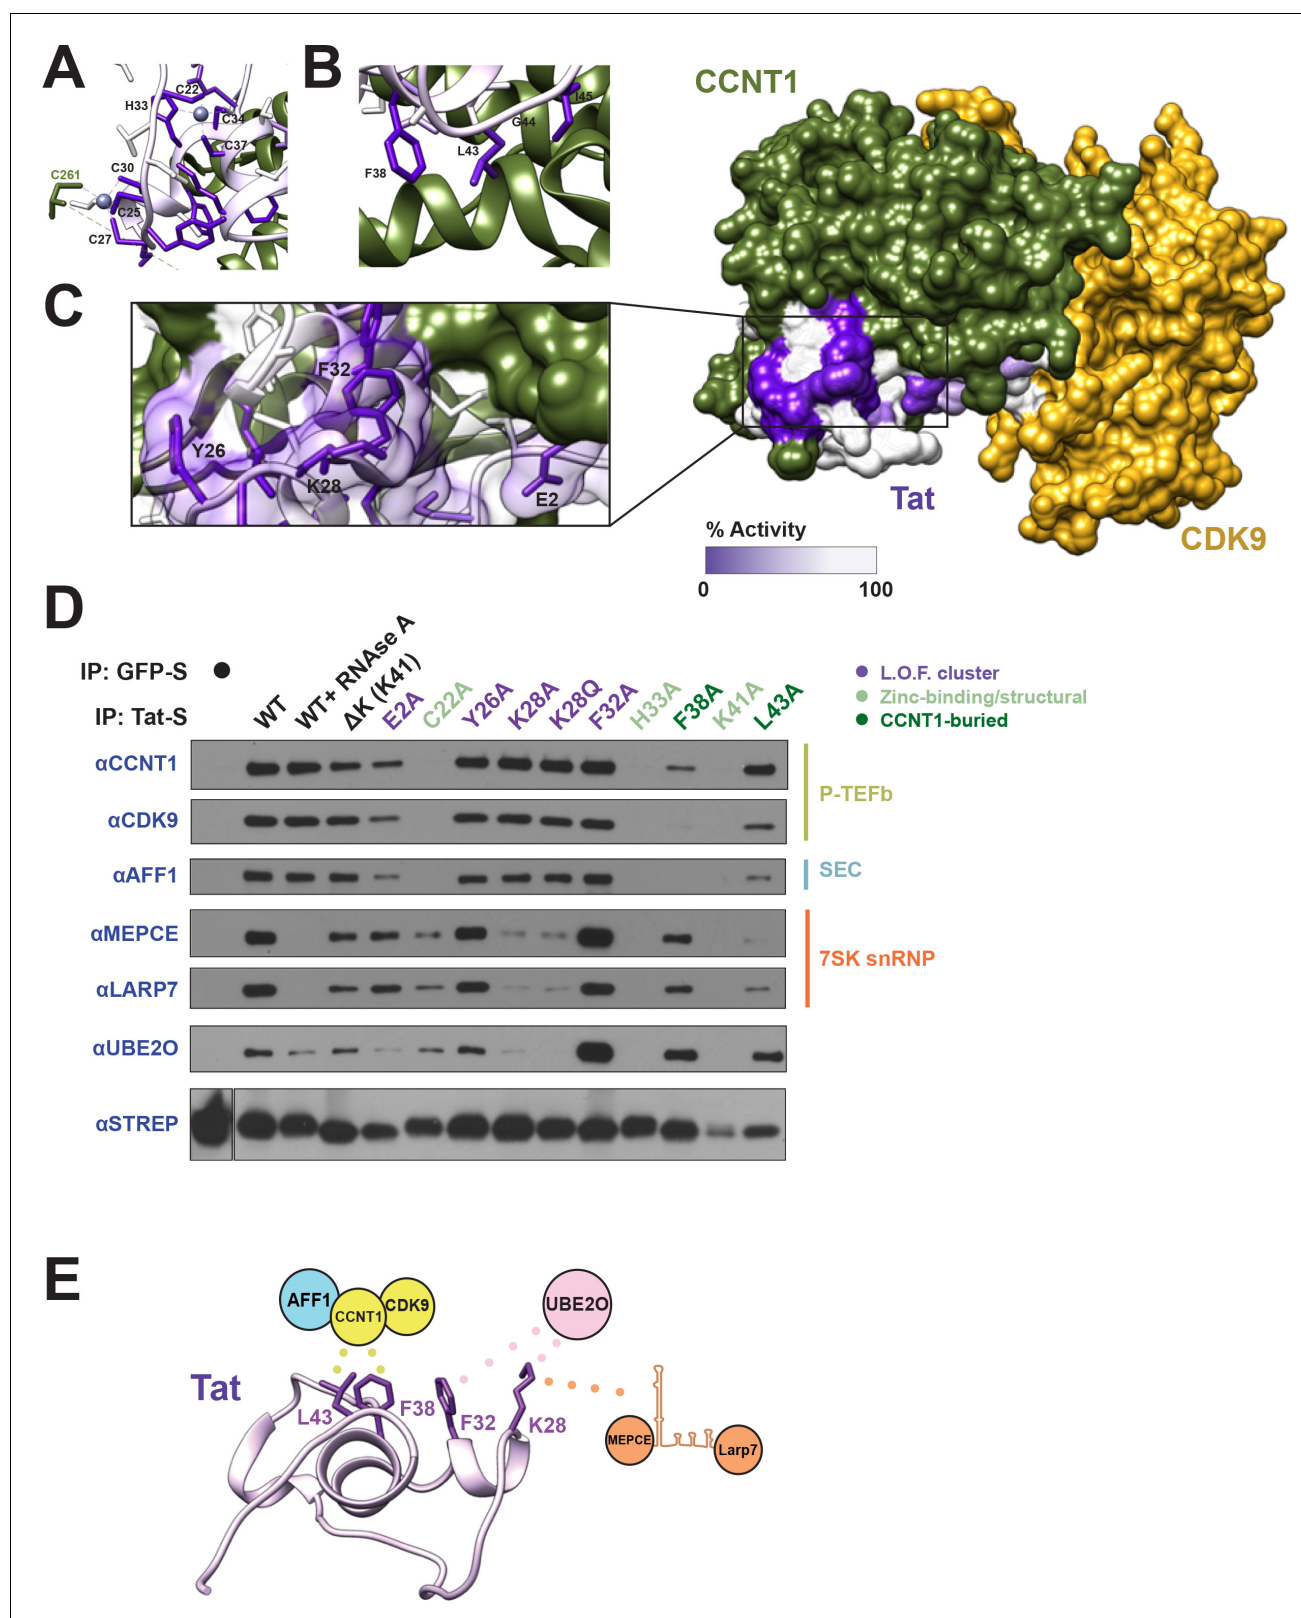 A
C22
H33
C34
C37
C30
C261
C25
C27
B
I45
G44
L43
F38
CCNT1
C
F32
Y26
K28
E2
Tat
CDK9
% Activity
0
100
D
IP: GFP-S
IP: Tat-S
WT
WT+ RNAse A
ΔK (K41)
E2A
C22A
Y26A
K28A
K28Q
F32A
H33A
F38A
K41A
L43A
L.O.F. cluster
Zinc-binding/structural
CCNT1-buried
αCCNT1
αCDK9
P-TEFb
αAFF1
SEC
αMEPCE
αLARP7
7SK snRNP
αUBE2O
αSTREP
E
AFF1
CCNT1
CDK9
UBE2O
Tat
L43
F38
F32
K28
MEPCE
Larp7